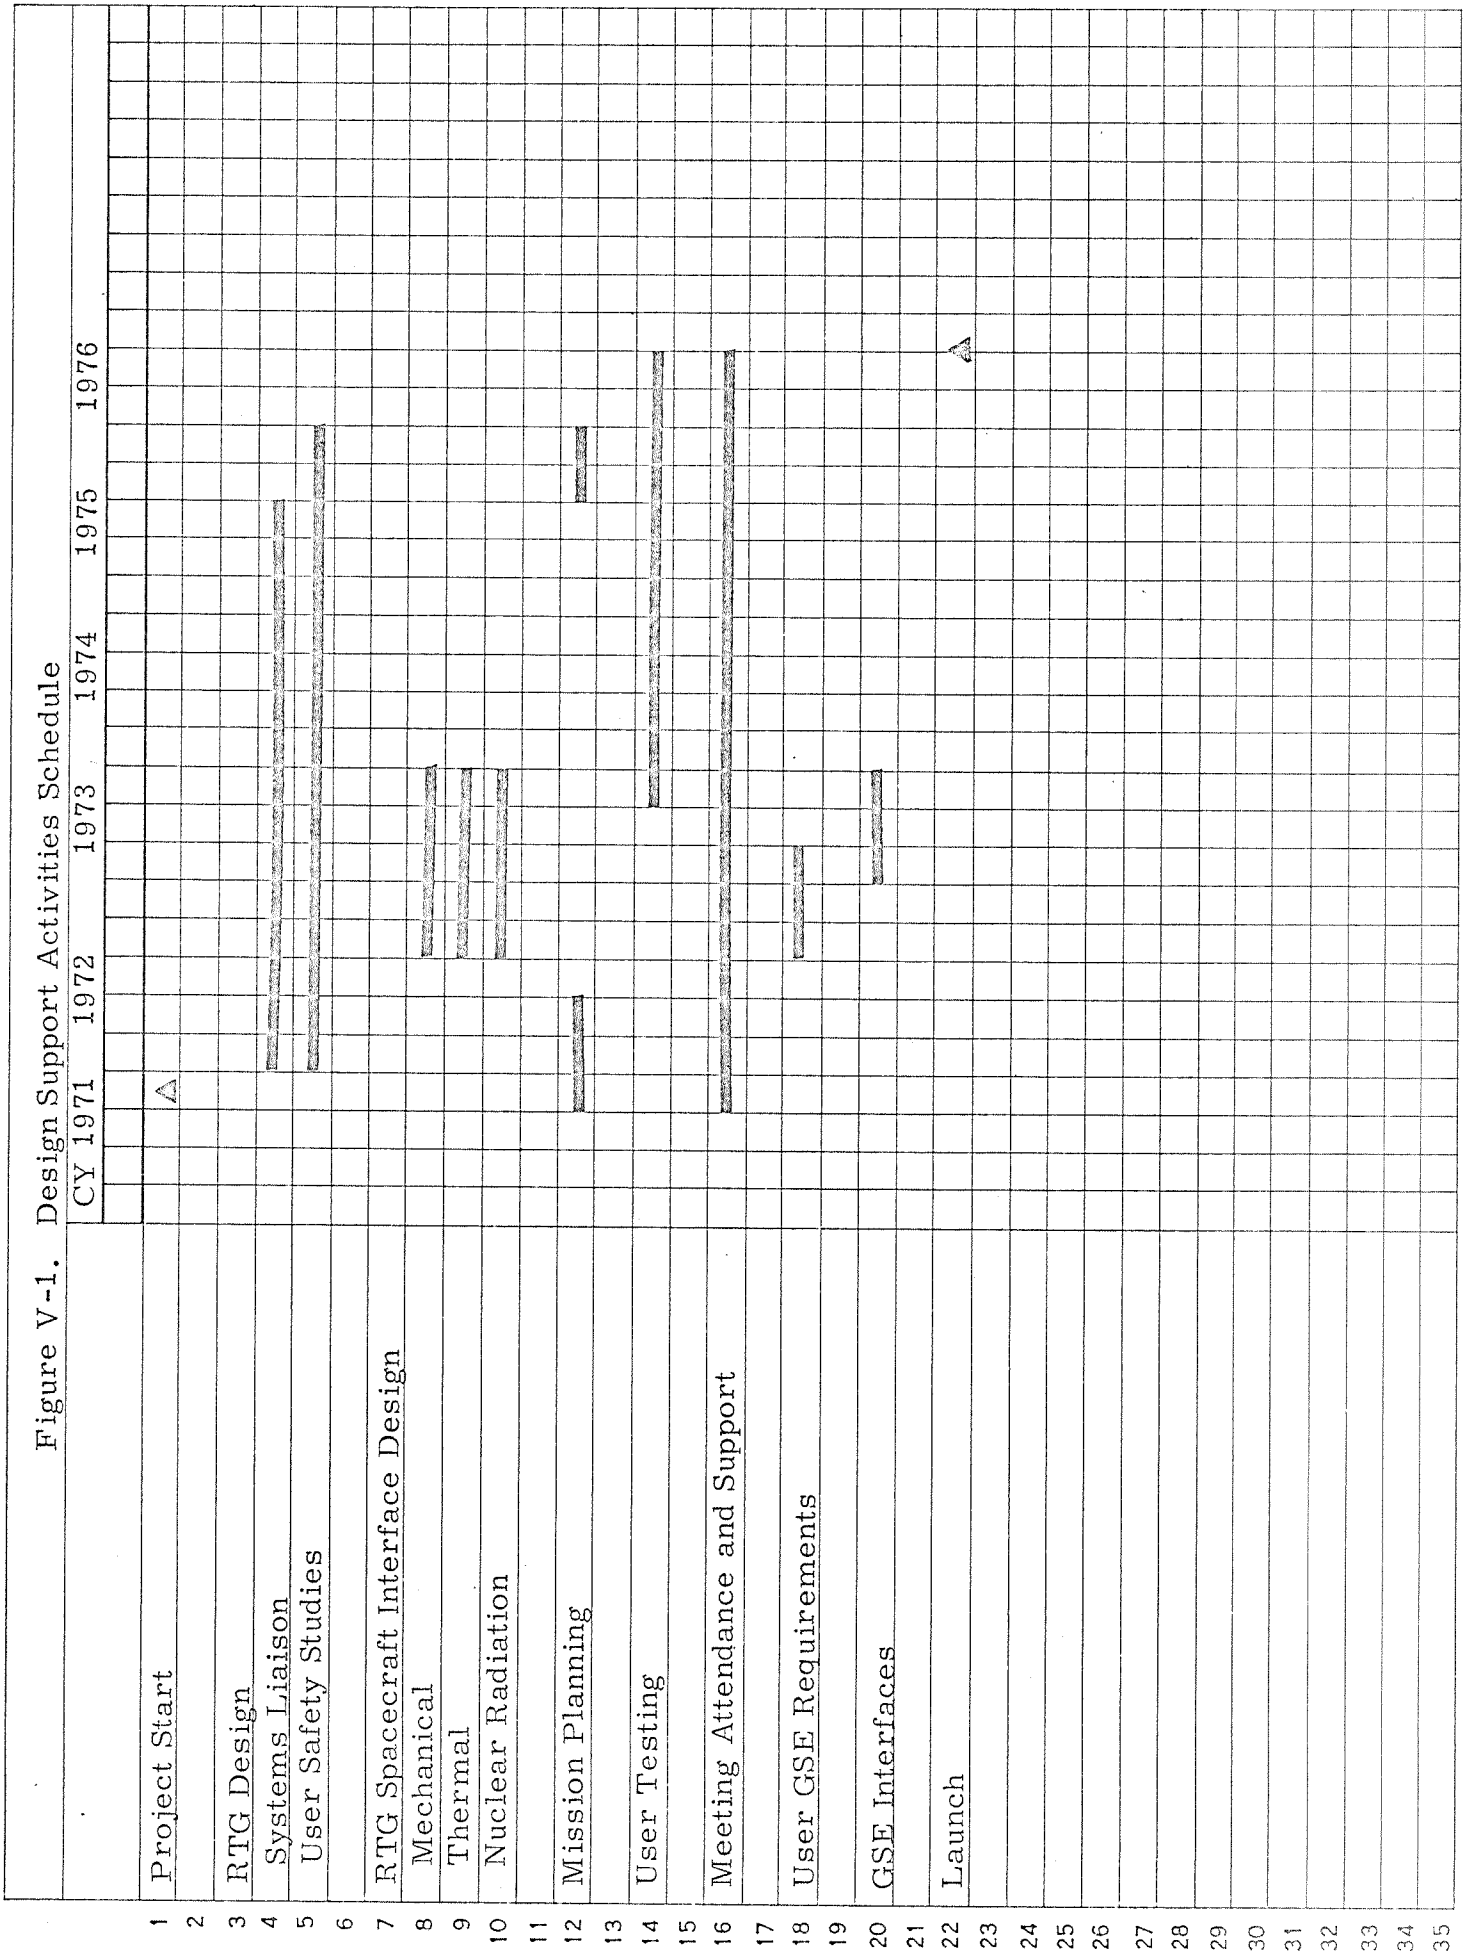 Figure V-1. Design Support Activities Schedule
CY 1971 1972 1973 1974 1975 1976
1 Project Start
2
3 RTG Design
4 Systems Liaison
5 User Safety Studies
6
7 RTG Spacecraft Interface Design
8 Mechanical
9 Thermal
10 Nuclear Radiation
11
12 Mission Planning
13
14 User Testing
15
16 Meeting Attendance and Support
17
18 User GSE Requirements
19
20 GSE Interfaces
21
22 Launch
23
24
25
26
27
28
29
30
31
32
33
34
35